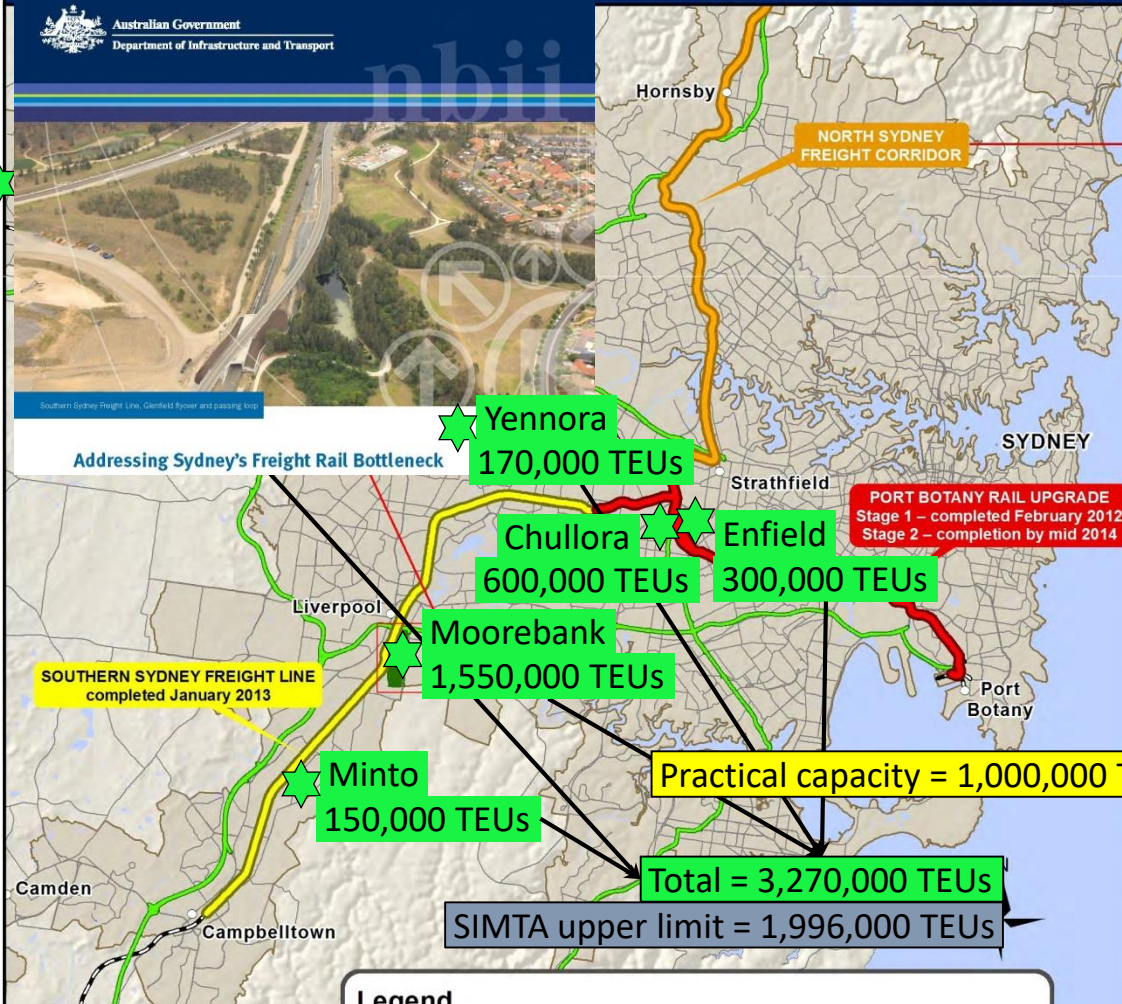 Australian Government
Department of Infrastructure and Transport
nbii
Southern Sydney Freight Line, Glenfield flyover and passing loop
Addressing Sydney's Freight Rail Bottleneck
Hornsby
NORTH SYDNEY
FREIGHT CORRIDOR
SYDNEY
Strathfield
Yennora
170,000 TEUs
PORT BOTANY RAIL UPGRADE
Stage 1 – completed February 2012
Stage 2 – completion by mid 2014
Chullora
600,000 TEUs
Enfield
300,000 TEUs
Liverpool
Moorebank
1,550,000 TEUs
SOUTHERN SYDNEY FREIGHT LINE
completed January 2013
Port
Botany
Minto
150,000 TEUs
Practical capacity = 1,000,000 T
Total = 3,270,000 TEUs
SIMTA upper limit = 1,996,000 TEUs
Camden
Campbelltown
Legend